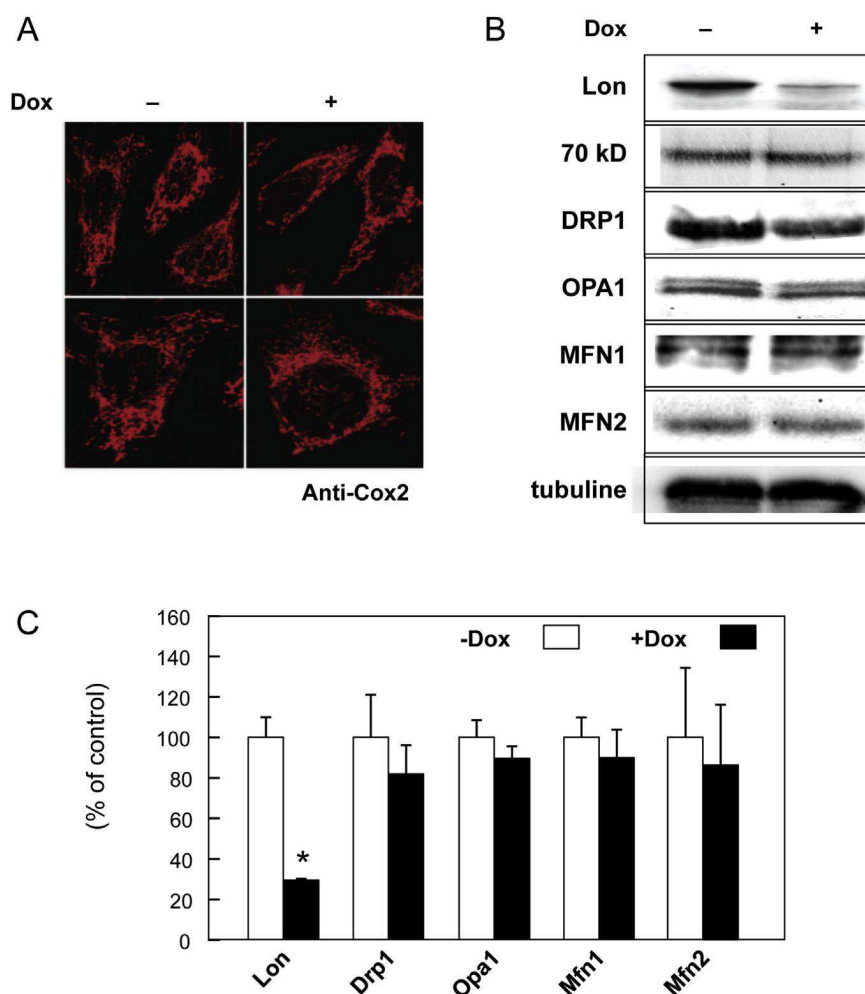 A
Dox – +
Anti-Cox2
B
Dox – +
Lon
70 kD
DRP1
OPA1
MFN1
MFN2
tubuline
C
(% of control)
160
140
120
100
80
60
40
20
0
-Dox +Dox
*
Lon Drp1 Opa1 Mfn1 Mfn2